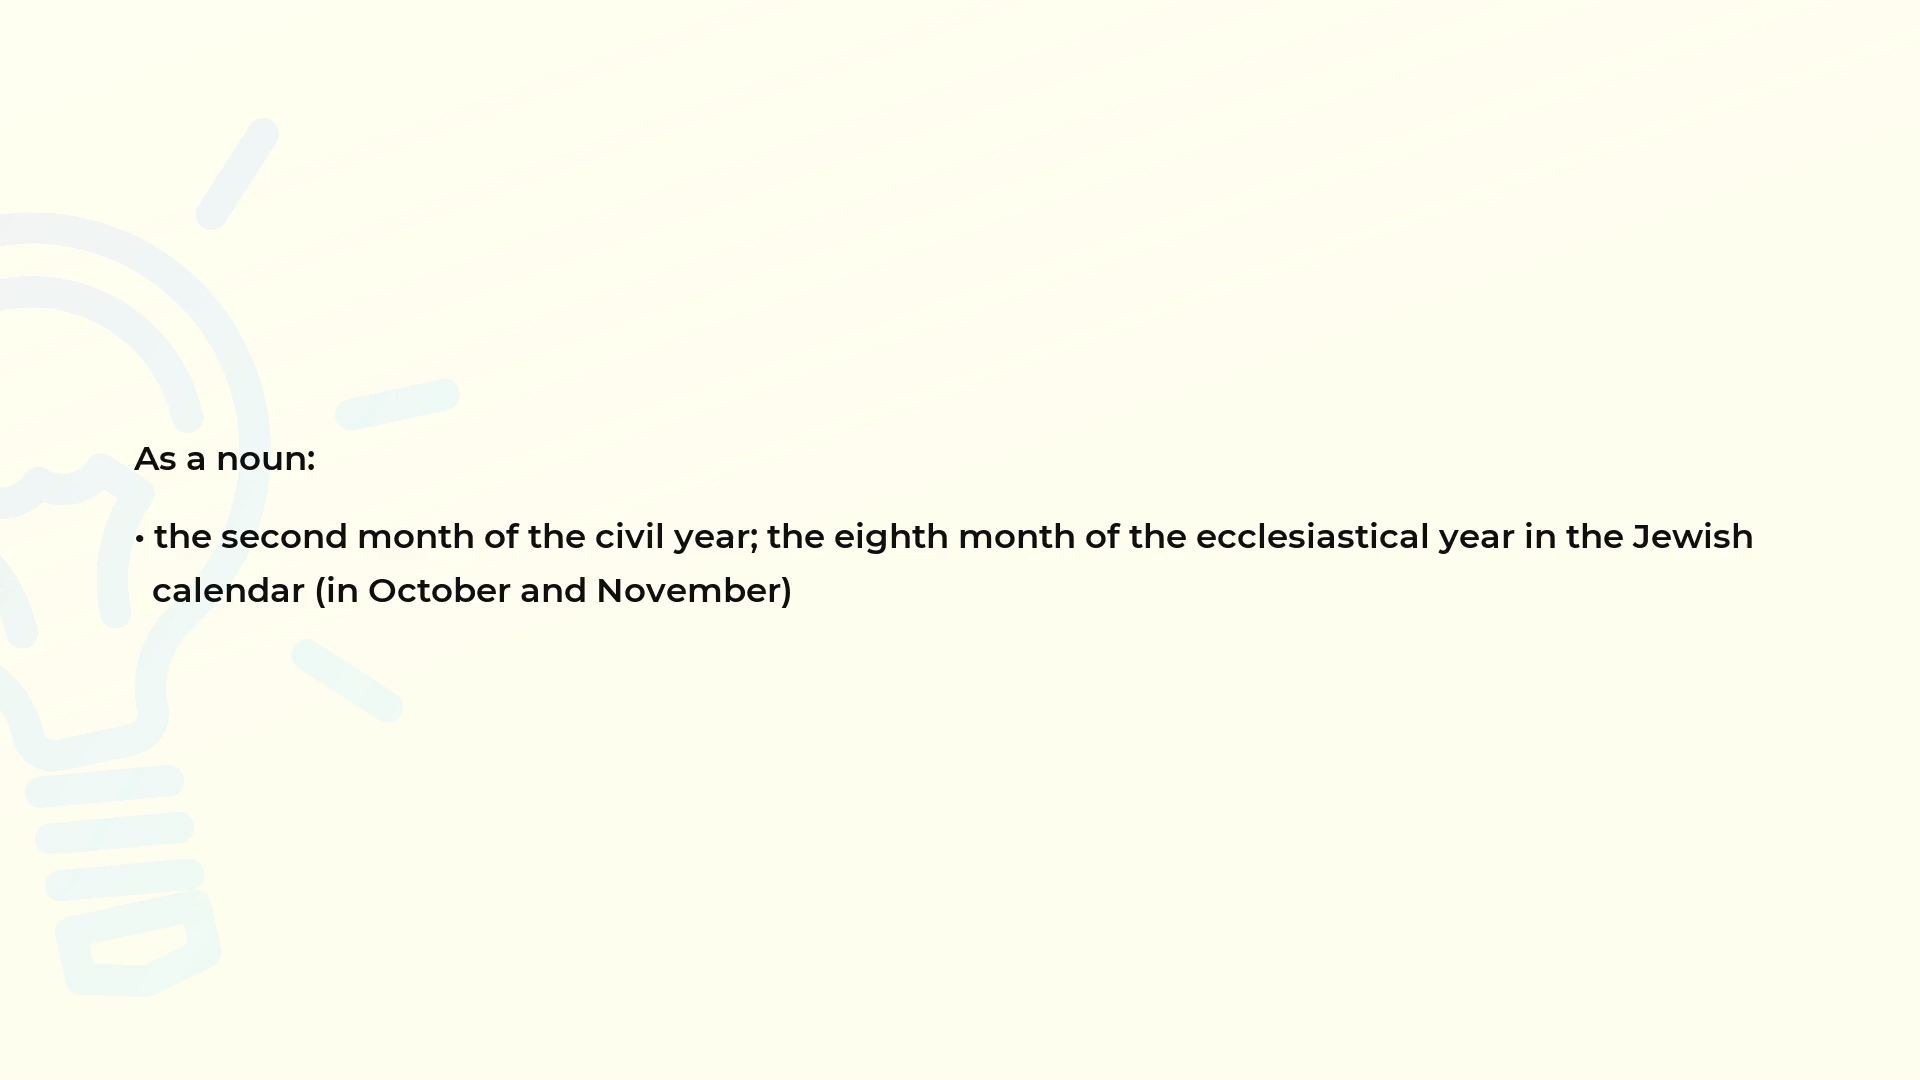 As a noun:
• the second month of the civil year; the eighth month of the ecclesiastical year in the Jewish
calendar (in October and November)